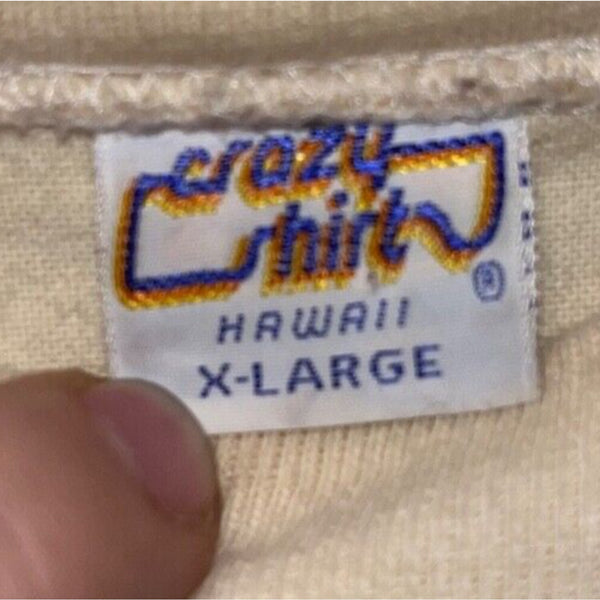 crazy
shirt
®
HAWAII
X-LARGE